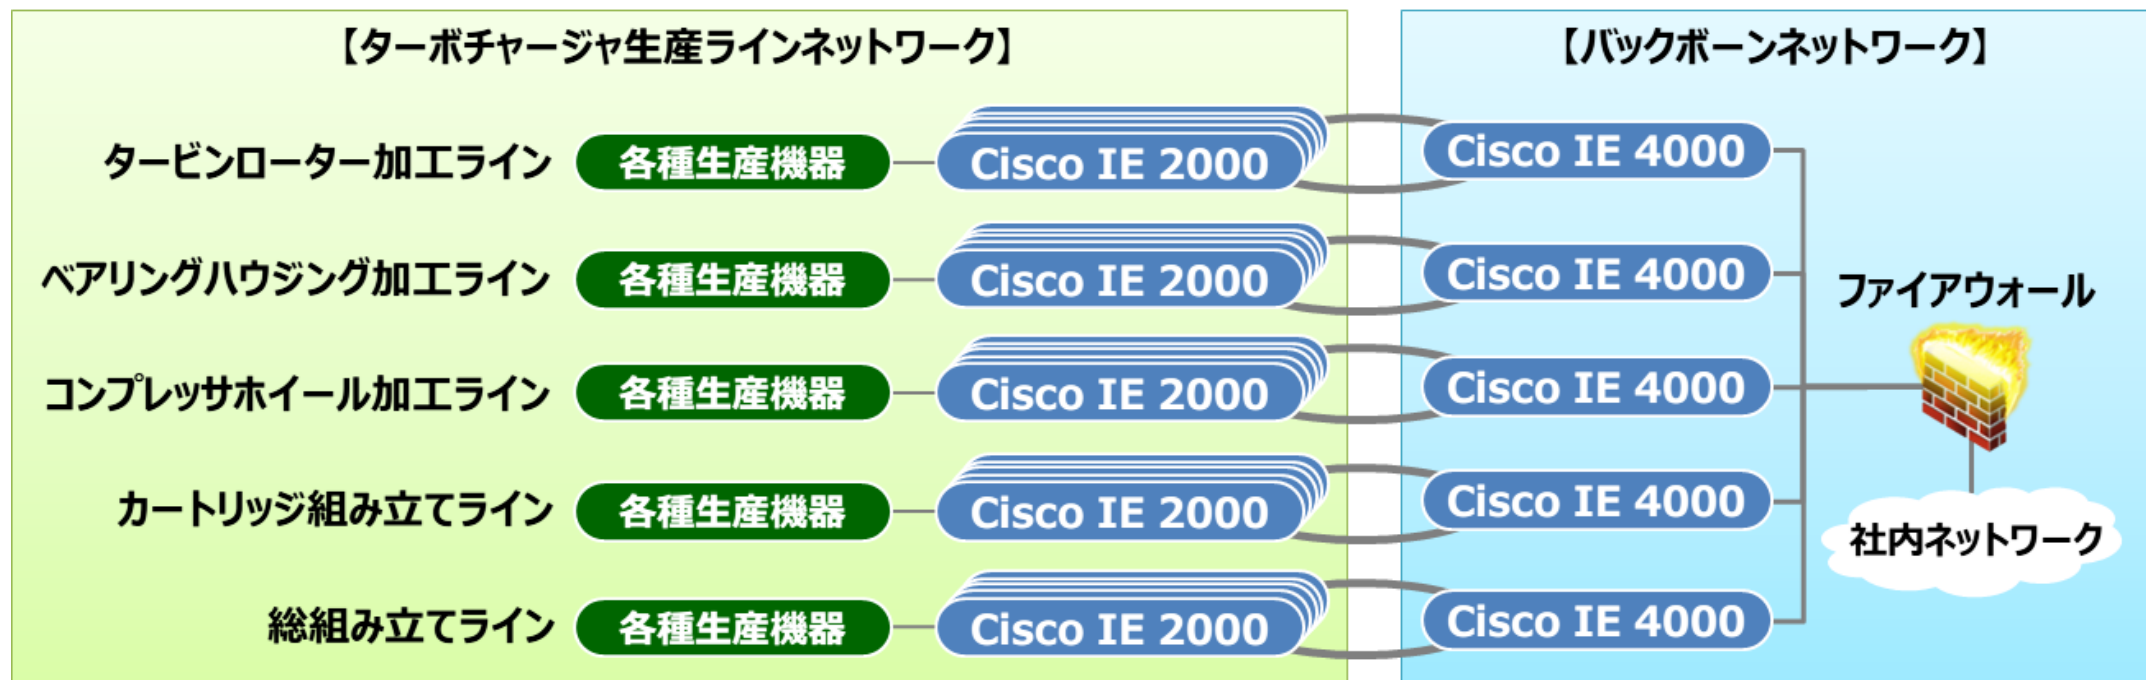 【ターボチャージャ生産ラインネットワーク】
【バックボーンネットワーク】
タービンローター加工ライン 各種生産機器 Cisco IE 2000 Cisco IE 4000
ベアリングハウジング加工ライン 各種生産機器 Cisco IE 2000 Cisco IE 4000
ファイアウォール
コンプレッサホイール加工ライン 各種生産機器 Cisco IE 2000 Cisco IE 4000
カートリッジ組み立てライン 各種生産機器 Cisco IE 2000 Cisco IE 4000
社内ネットワーク
総組み立てライン 各種生産機器 Cisco IE 2000 Cisco IE 4000